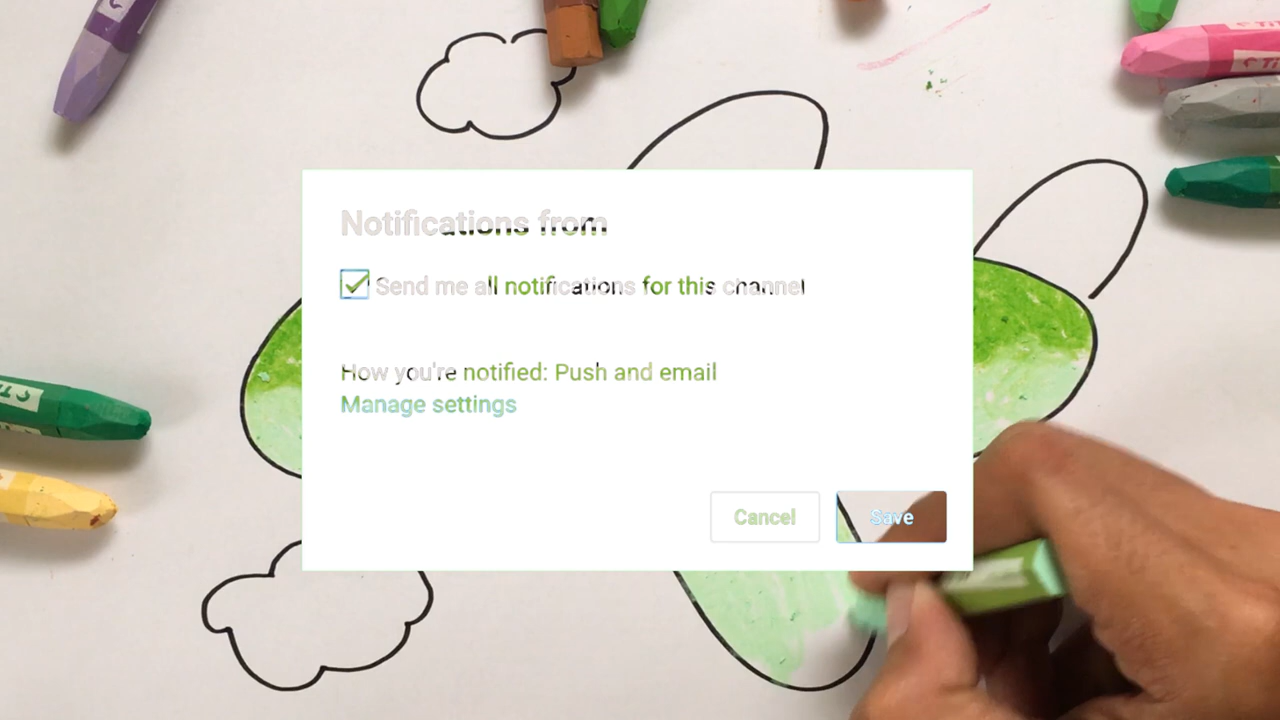 Notifications from
Send me all notifications for this channel
How you're notified: Push and email
Manage settings
Cancel
Save